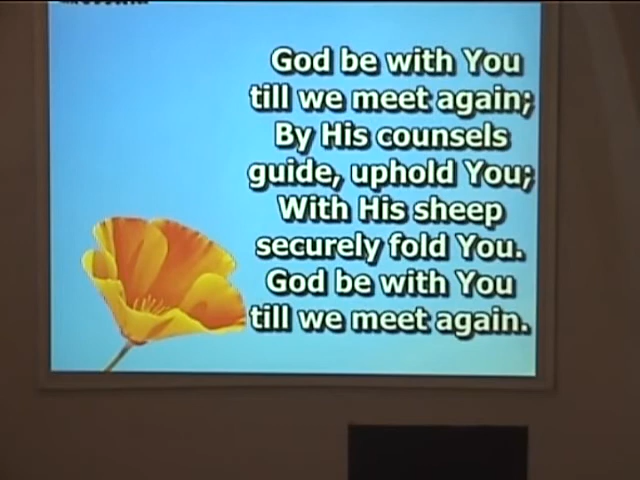 God be with You
till we meet again;
By His counsels
guide, uphold You;
With His sheep
securely fold You.
God be with You
till we meet again.